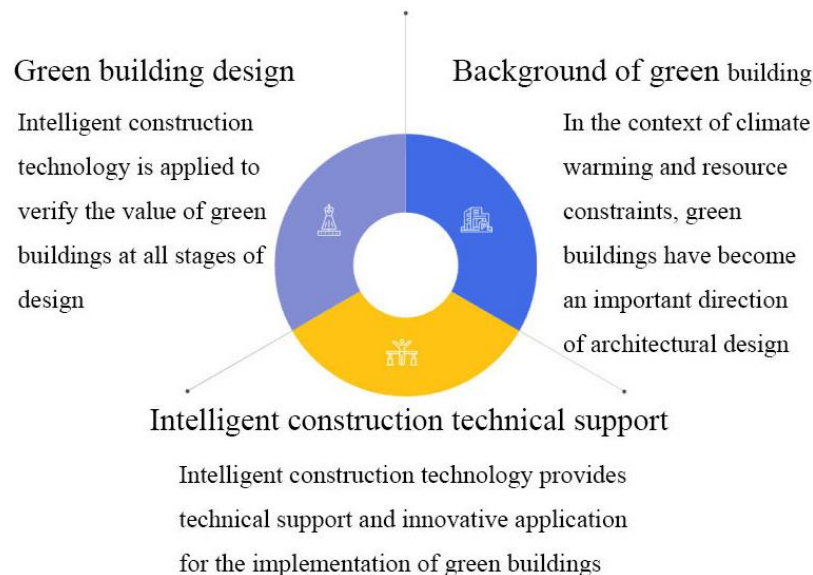 Green building design
Intelligent construction
technology is applied to
verify the value of green
buildings at all stages of
design
Background of green building
In the context of climate
warming and resource
constraints, green
buildings have become
an important direction
of architectural design
Intelligent construction technical support
Intelligent construction technology provides
technical support and innovative application
for the implementation of green buildings